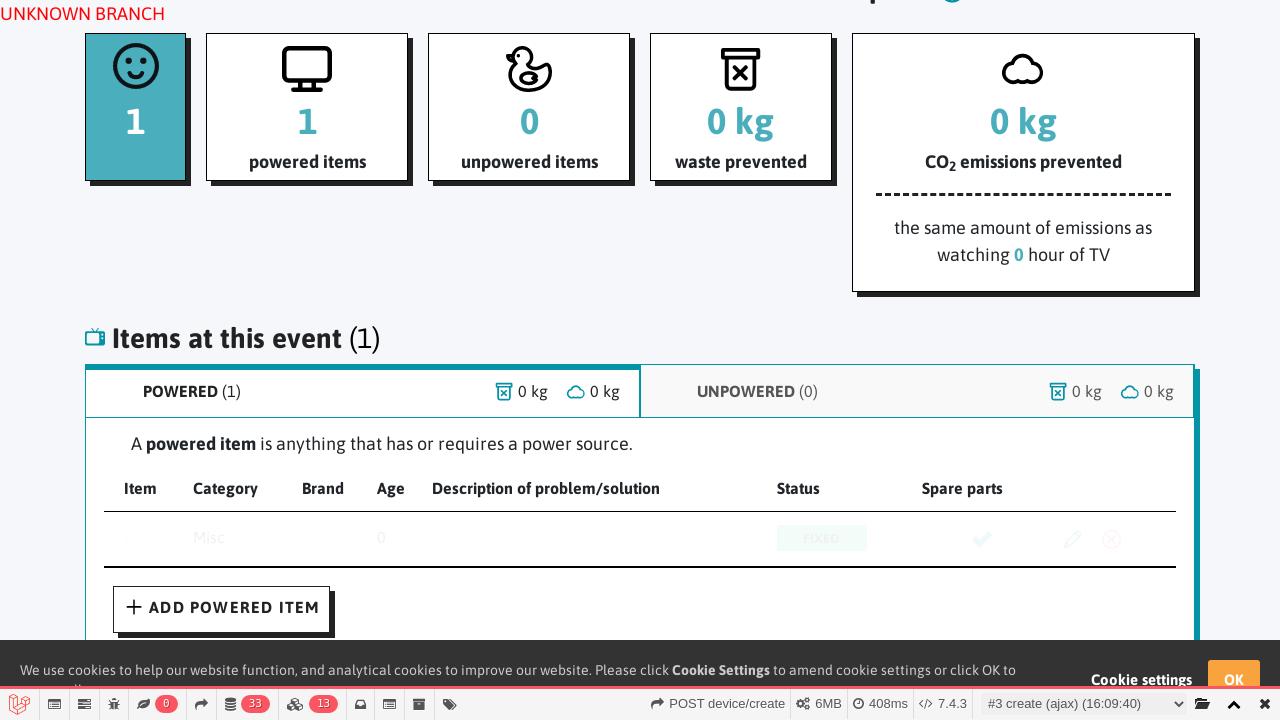 UNKNOWN BRANCH
1
1
powered items
0
unpowered items
0 kg
waste prevented
0 kg
CO₂ emissions prevented
the same amount of emissions as
watching 0 hour of TV
Items at this event (1)
POWERED (1) 0 kg 0 kg
UNPOWERED (0) 0 kg 0 kg
A powered item is anything that has or requires a power source.
Item Category Brand Age Description of problem/solution Status Spare parts
Misc 0 FIXED
+ ADD POWERED ITEM
We use cookies to help our website function, and analytical cookies to improve our website. Please click Cookie Settings to amend cookie settings or click OK to
Cookie settings OK
0 33 13 POST device/create 6MB 408ms 7.4.3 #3 create (ajax) (16:09:40)